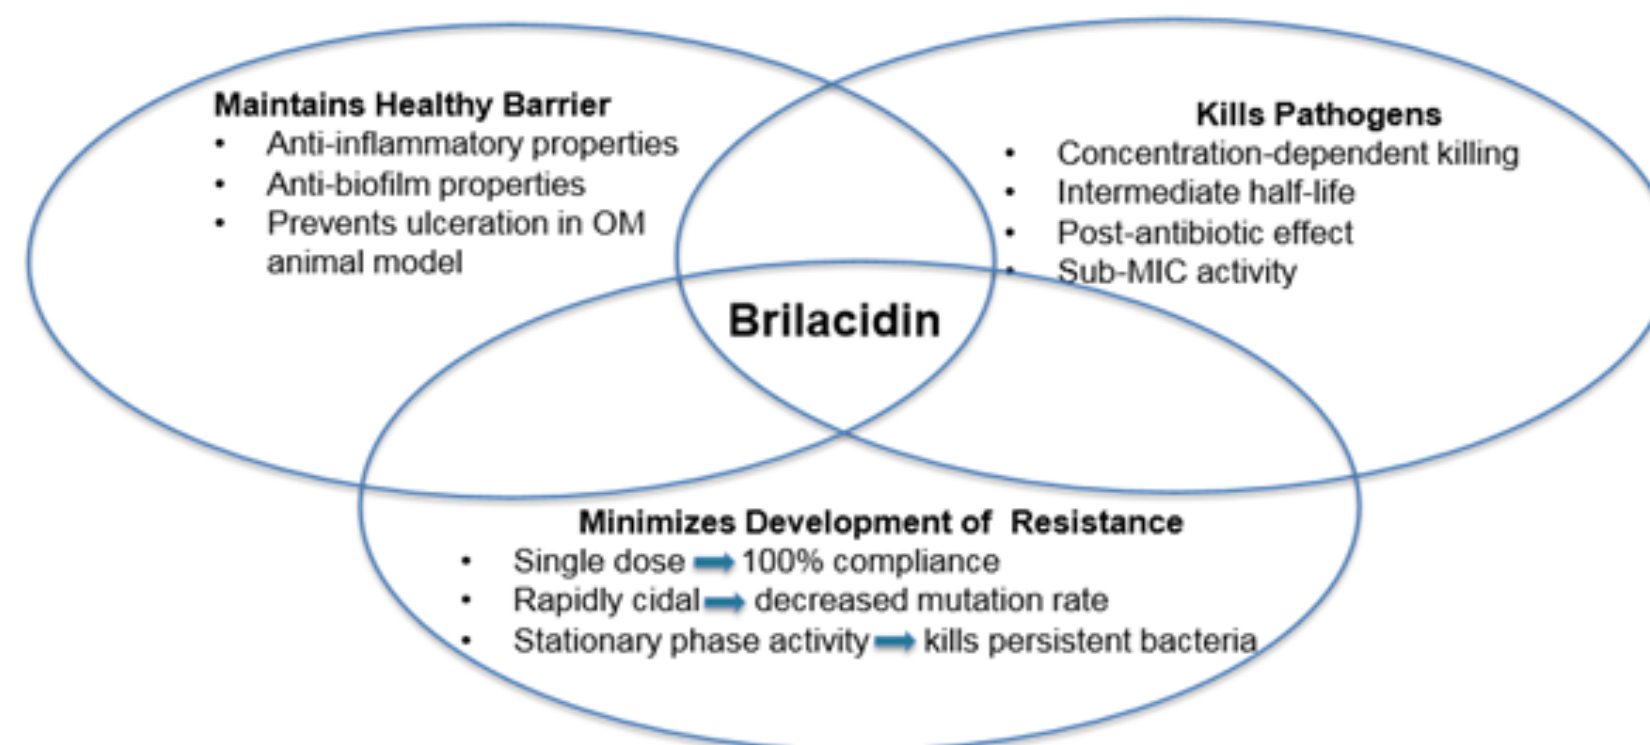 Maintains Healthy Barrier
• Anti-inflammatory properties
• Anti-biofilm properties
• Prevents ulceration in OM
animal model
Kills Pathogens
• Concentration-dependent killing
• Intermediate half-life
• Post-antibiotic effect
• Sub-MIC activity
Brilacidin
Minimizes Development of Resistance
• Single dose ➡ 100% compliance
• Rapidly cidal ➡ decreased mutation rate
• Stationary phase activity ➡ kills persistent bacteria